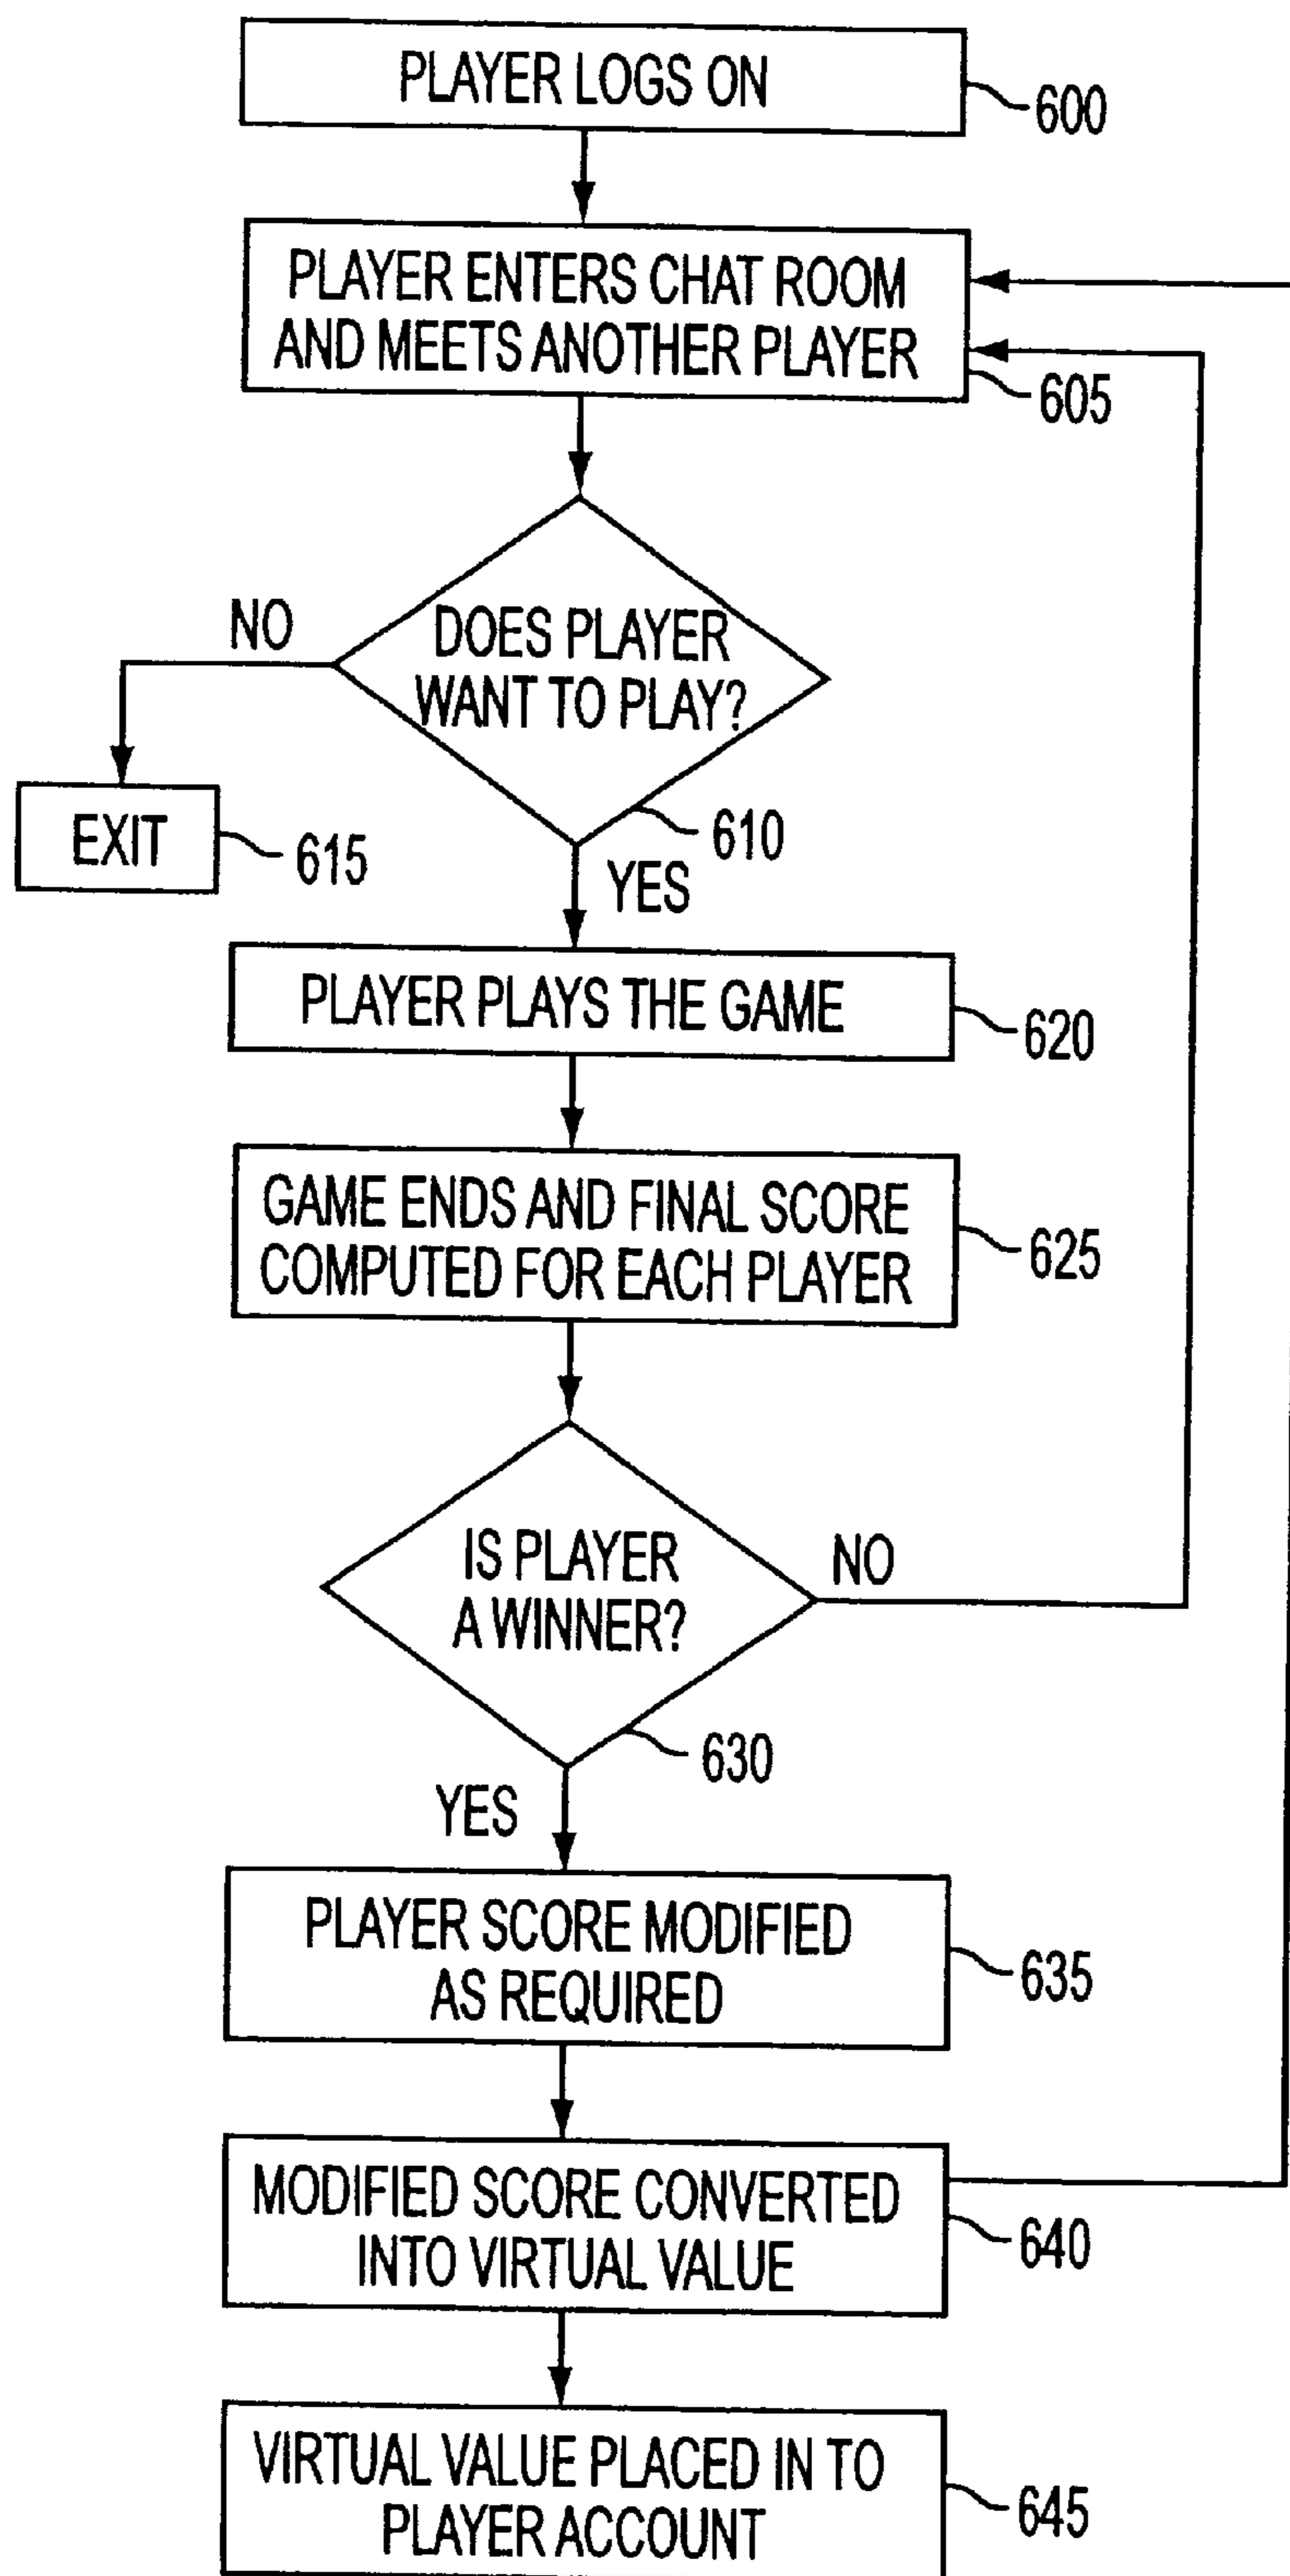 PLAYER LOGS ON
600
PLAYER ENTERS CHAT ROOM
AND MEETS ANOTHER PLAYER
605
NO
DOES PLAYER
WANT TO PLAY?
610
EXIT
615
YES
PLAYER PLAYS THE GAME
620
GAME ENDS AND FINAL SCORE
COMPUTED FOR EACH PLAYER
625
IS PLAYER
A WINNER?
NO
630
YES
PLAYER SCORE MODIFIED
AS REQUIRED
635
MODIFIED SCORE CONVERTED
INTO VIRTUAL VALUE
640
VIRTUAL VALUE PLACED IN TO
PLAYER ACCOUNT
645